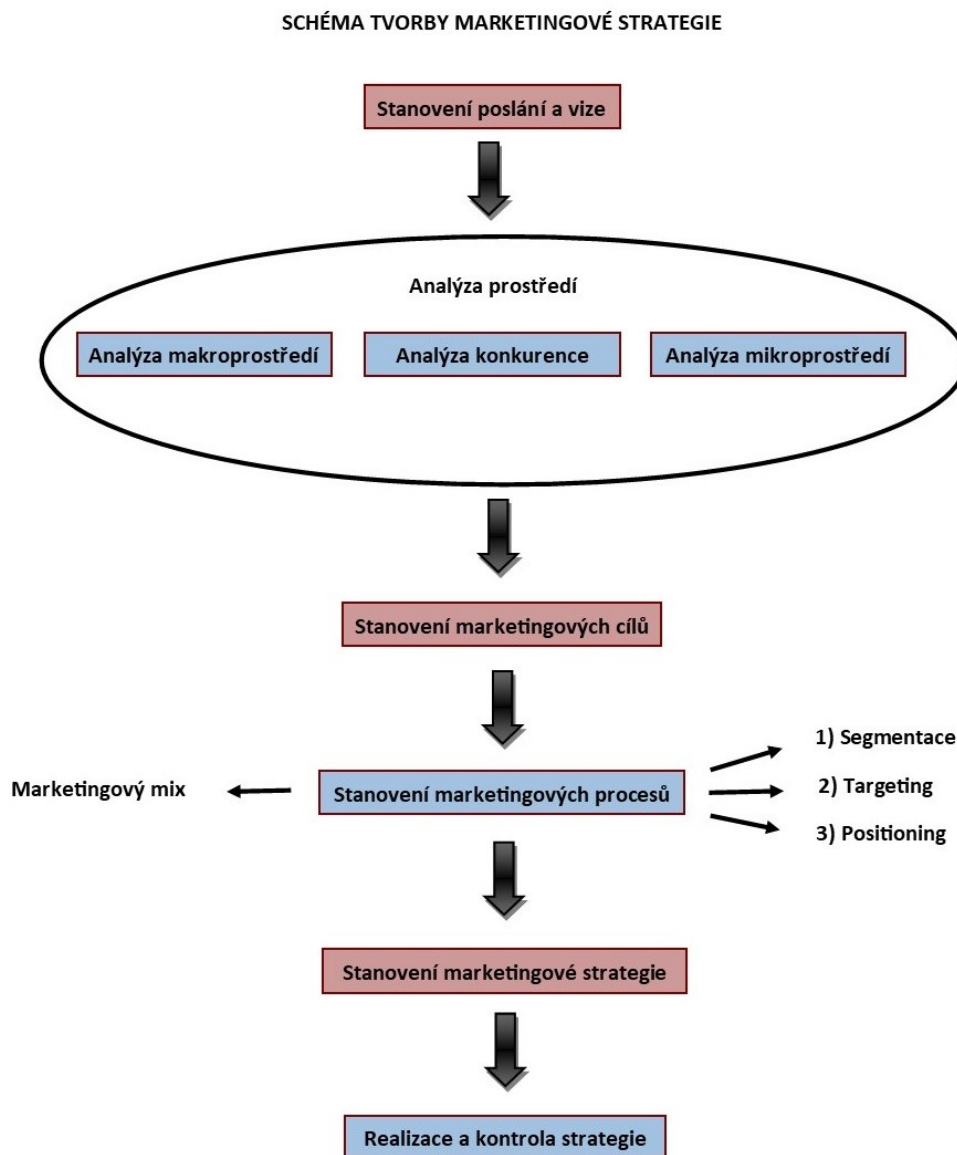 SCHÉMA TVORBY MARKETINGOVÉ STRATEGIE
Stanovení poslání a vize
Analýza prostředí
Analýza makroprostředí
Analýza konkurence
Analýza mikroprostředí
Stanovení marketingových cílů
Marketingový mix
Stanovení marketingových procesů
1) Segmentace
2) Targeting
3) Positioning
Stanovení marketingové strategie
Realizace a kontrola strategie